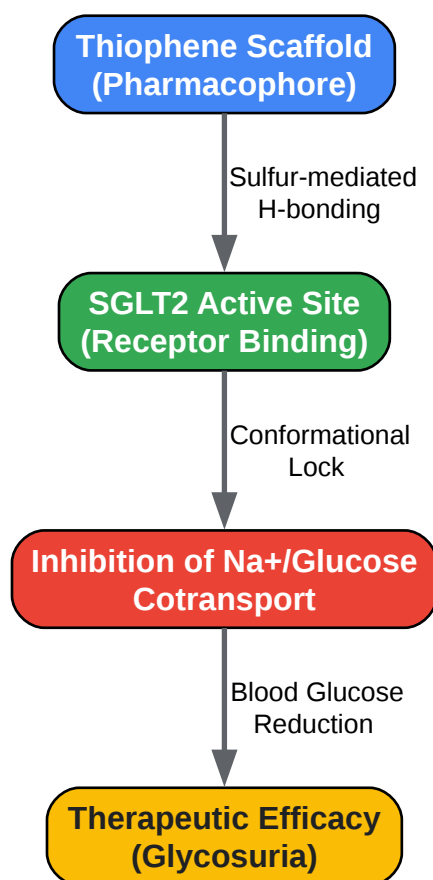 Thiophene Scaffold
(Pharmacophore)
Sulfur-mediated
H-bonding
SGLT2 Active Site
(Receptor Binding)
Conformational
Lock
Inhibition of Na+/Glucose
Cotransport
Blood Glucose
Reduction
Therapeutic Efficacy
(Glycosuria)